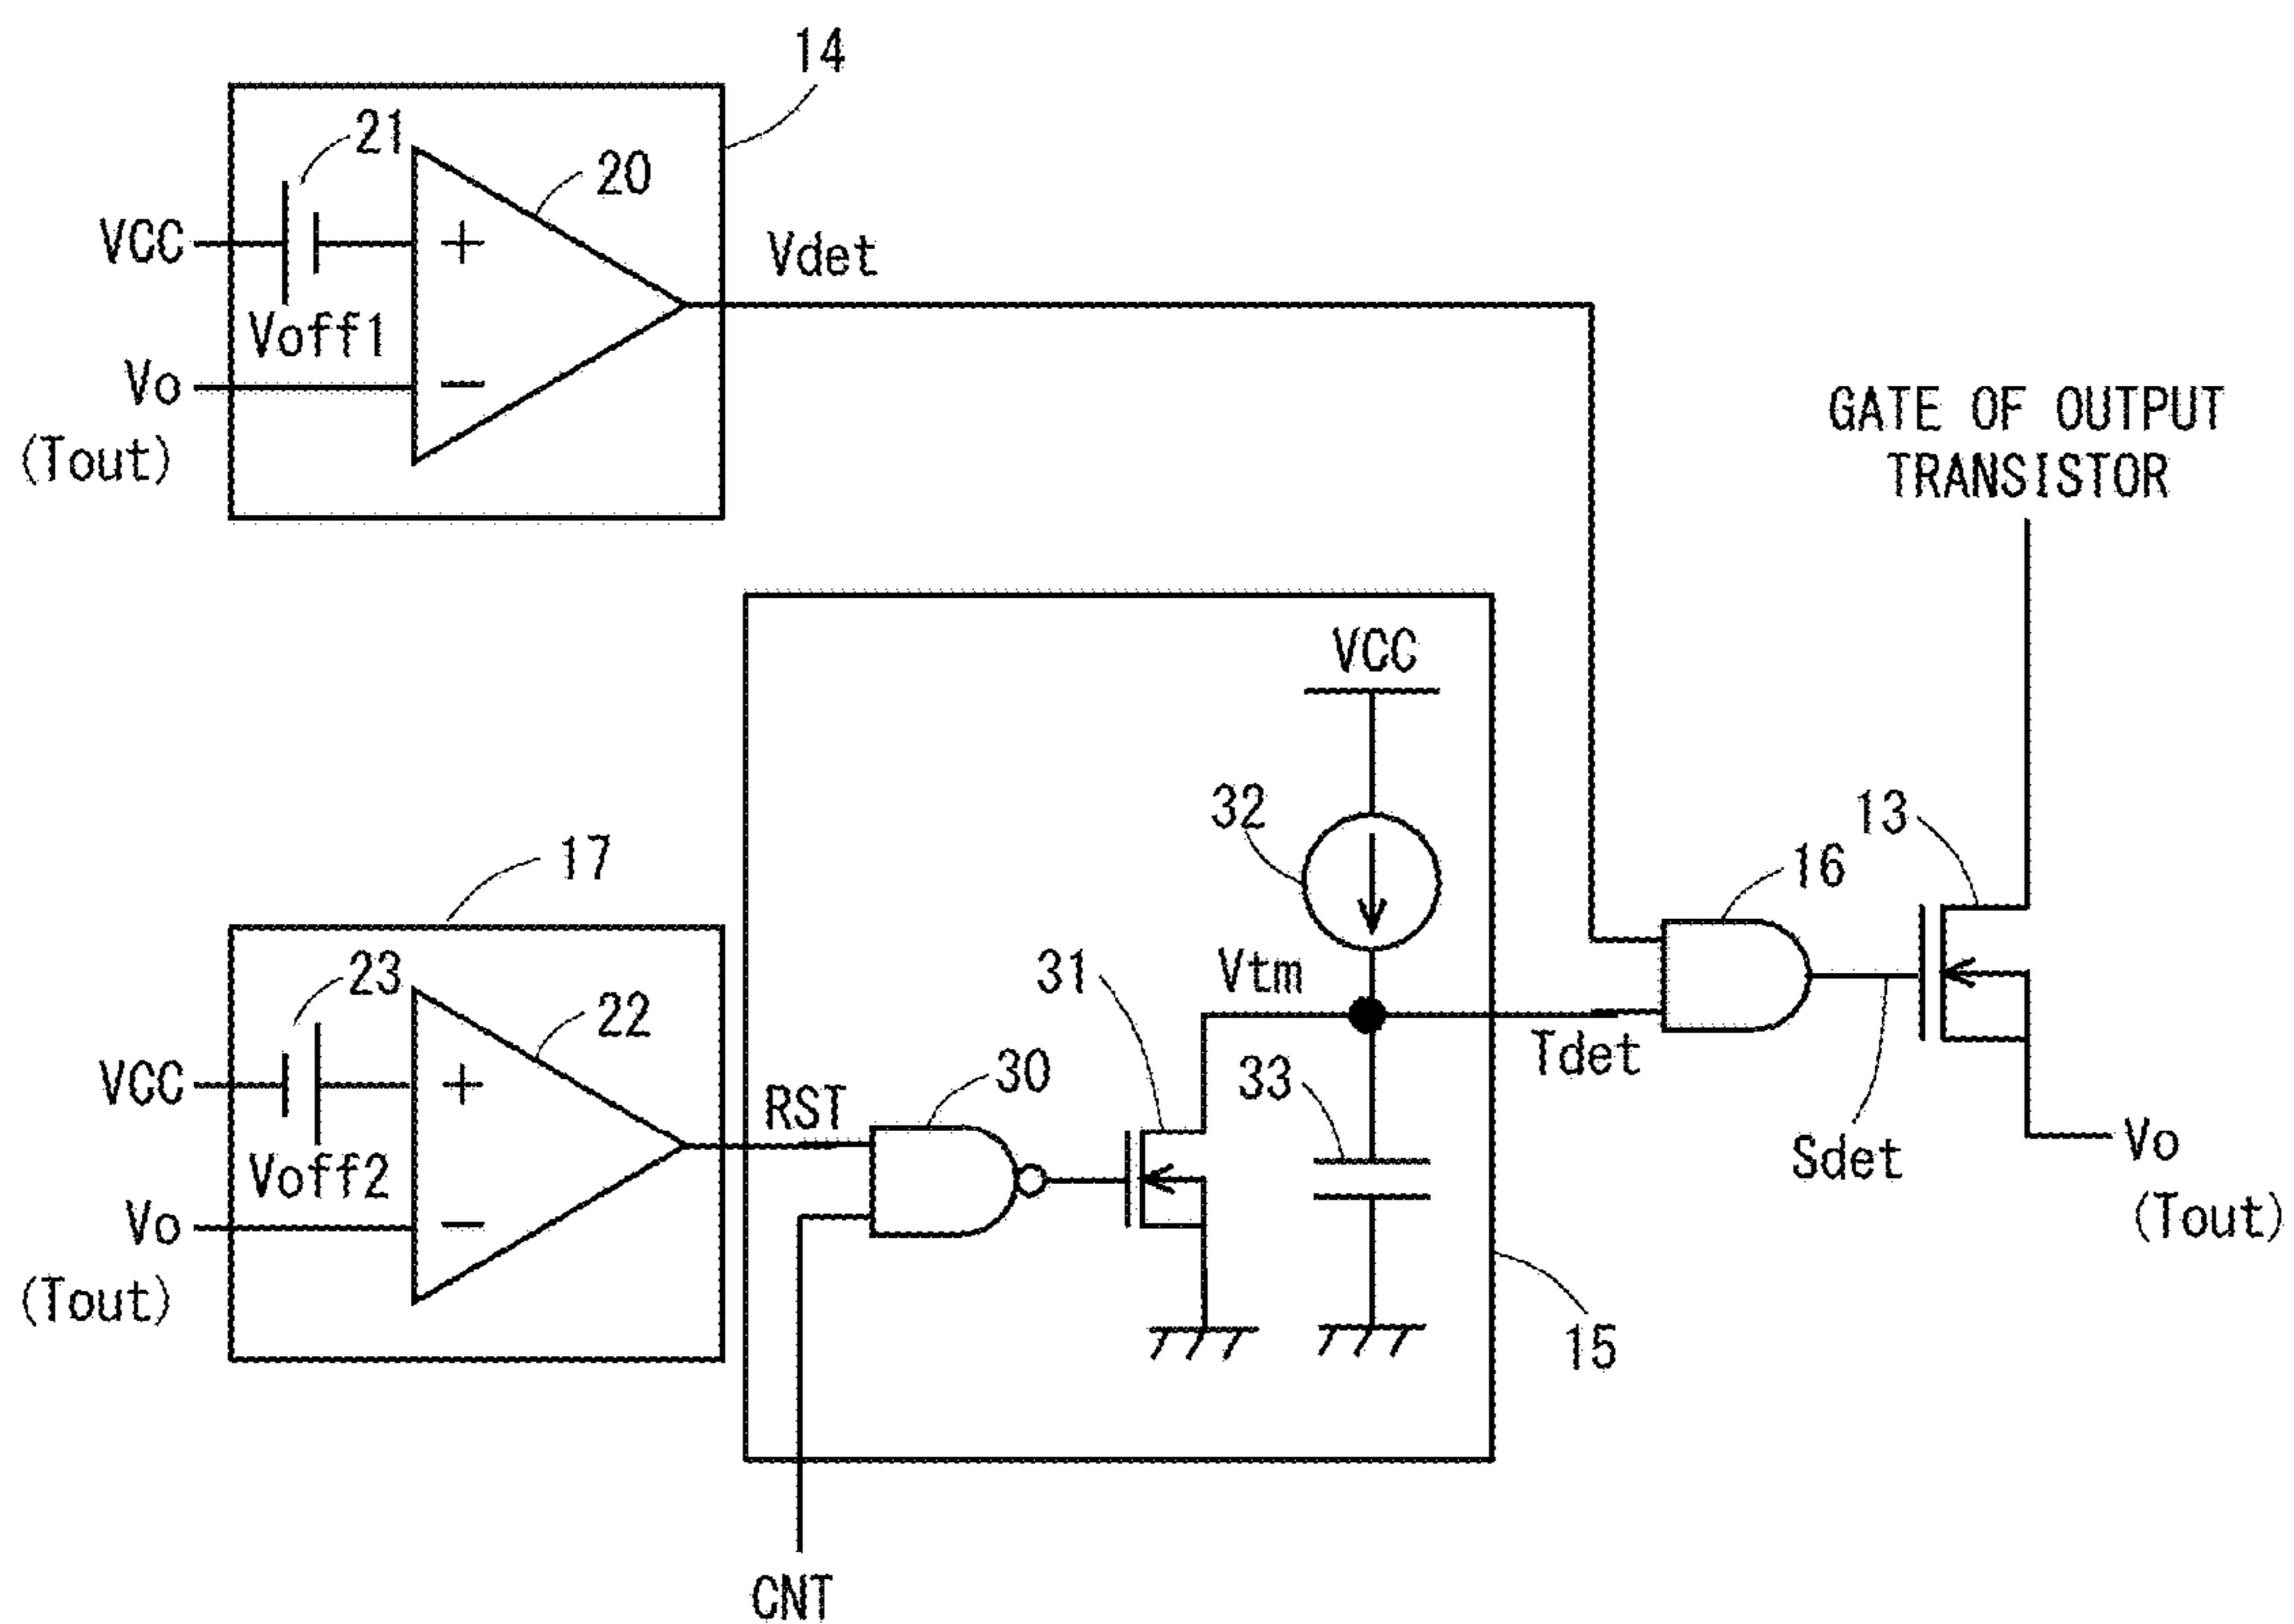 14
21
20
VCC
+
Vdet
Voff1
Vo
−
(Tout)
GATE OF OUTPUT
TRANSISTOR
VCC
32
13
17
16
23
22
31
Vtm
VCC
+
30
33
Tdet
RST
Voff2
Sdet
Vo
Vo
−
(Tout)
(Tout)
15
CNT